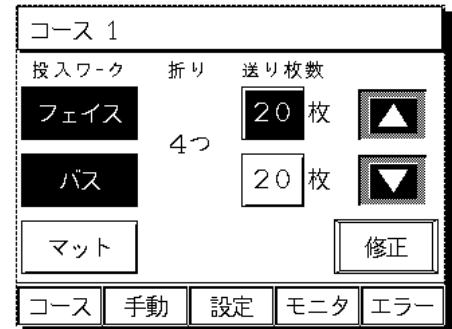 コース 1
投入ワーク 折り 送り枚数
フェイス 20 枚 ▲
4つ
バス 20 枚 ▼
マット 修正
コース 手動 設定 モニタ エラー